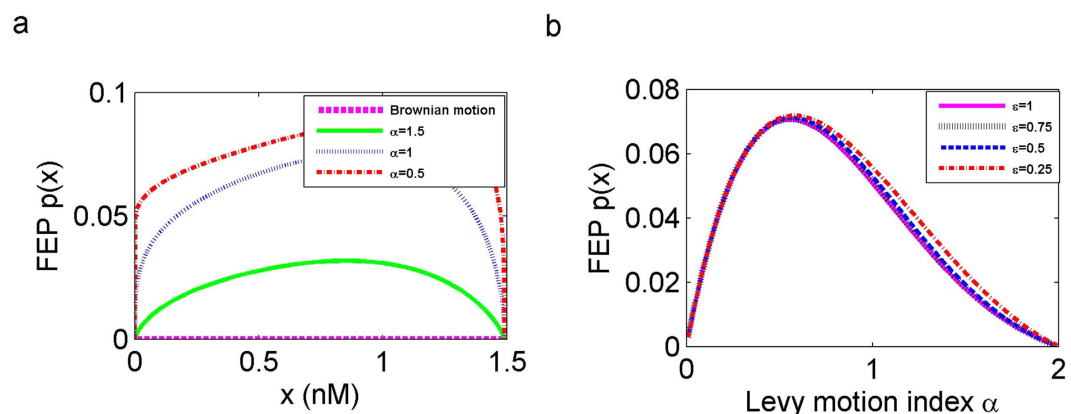 a
b
0.1
0.05
0
FEP p(x)
Brownian motion
α=1.5
α=1
α=0.5
0
0.5
1
1.5
x (nM)
0.08
0.06
0.04
0.02
0
FEP p(x)
ε=1
ε=0.75
ε=0.5
ε=0.25
0
1
2
Levy motion index α